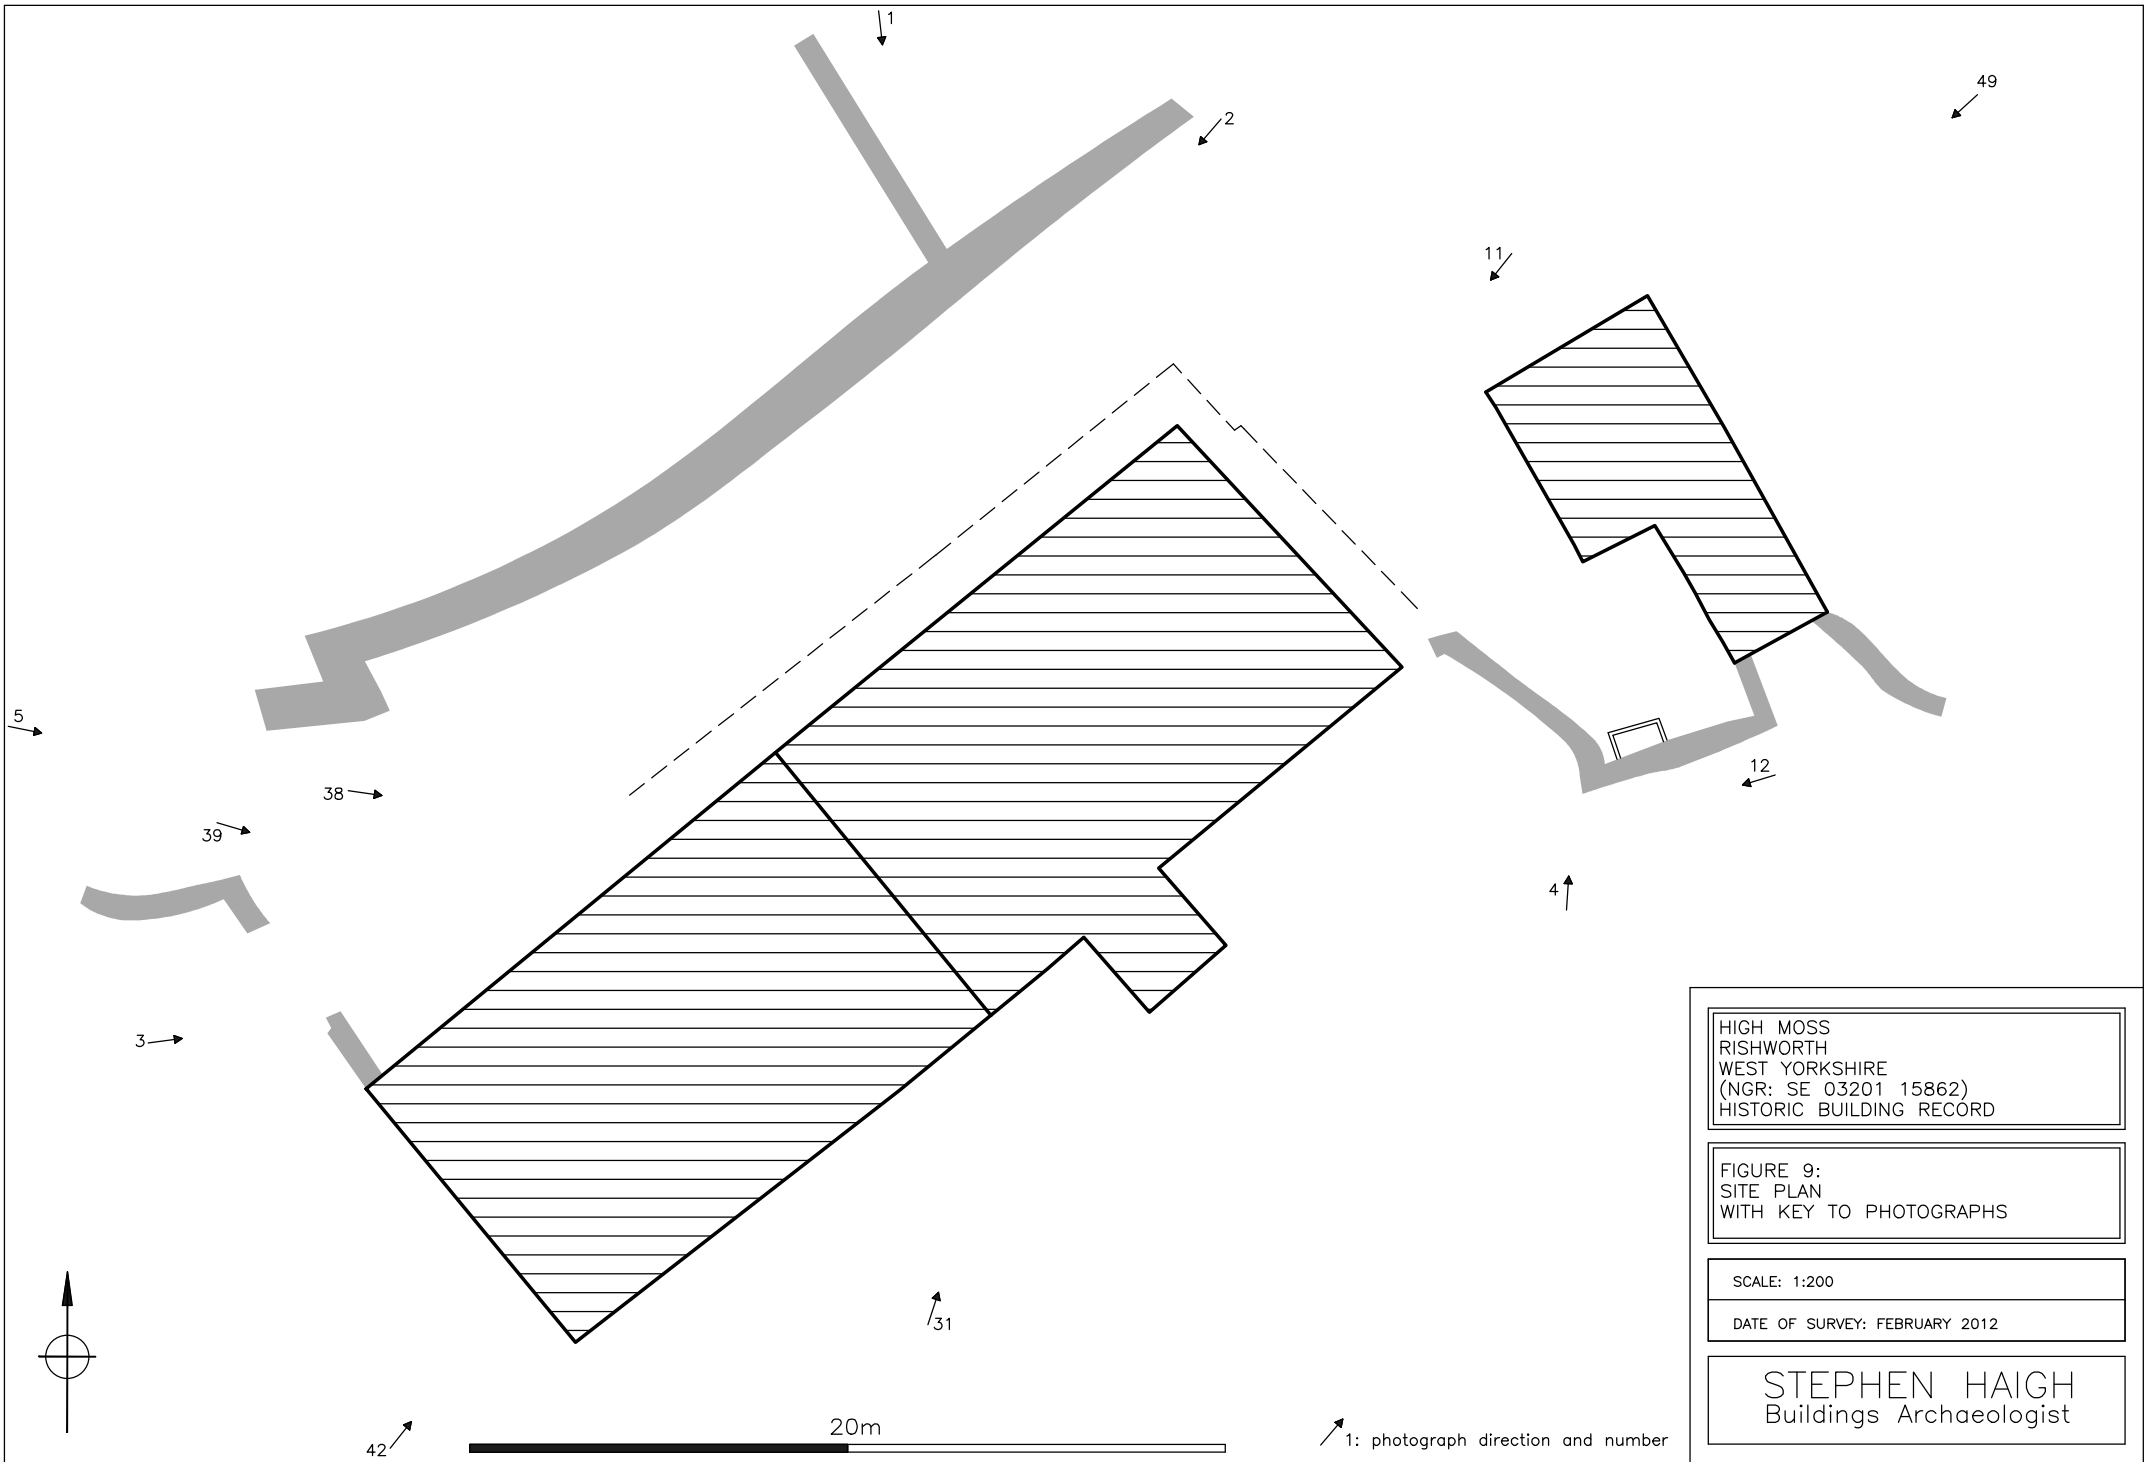 1
49
2
11
5
38
12
39
4
3
31
42
20m
1: photograph direction and number
HIGH MOSS
RISHWORTH
WEST YORKSHIRE
(NGR: SE 03201 15862)
HISTORIC BUILDING RECORD
FIGURE 9:
SITE PLAN
WITH KEY TO PHOTOGRAPHS
SCALE: 1:200
DATE OF SURVEY: FEBRUARY 2012
STEPHEN HAIGH
Buildings Archaeologist